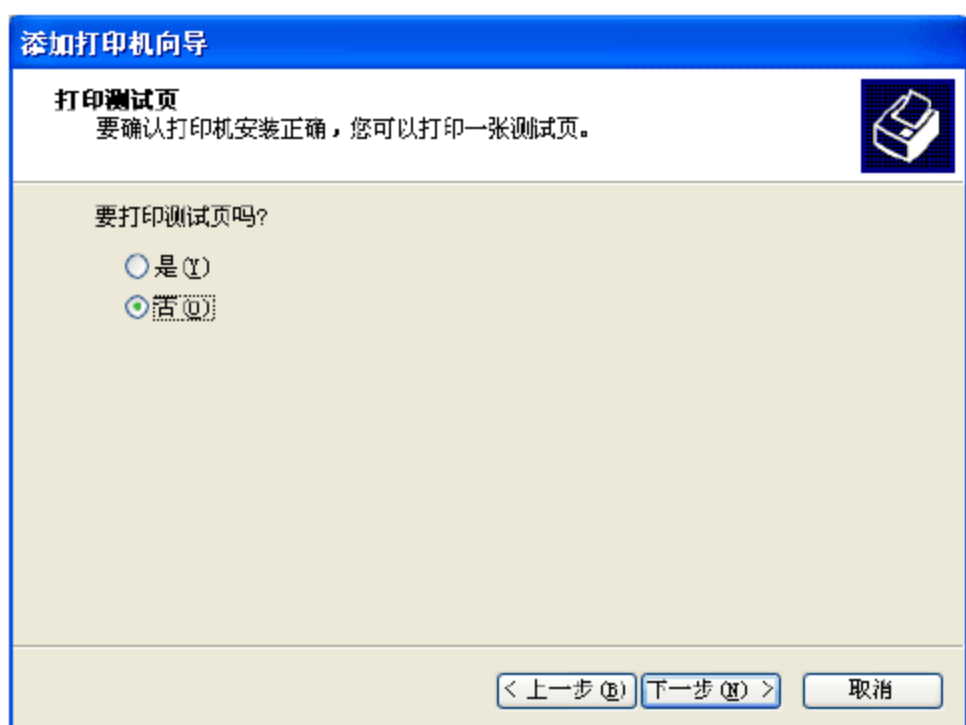 添加打印机向导
打印测试页
要确认打印机安装正确，您可以打印一张测试页。
要打印测试页吗?
是(Y)
否(O)
< 上一步(B) 下一步(N) > 取消